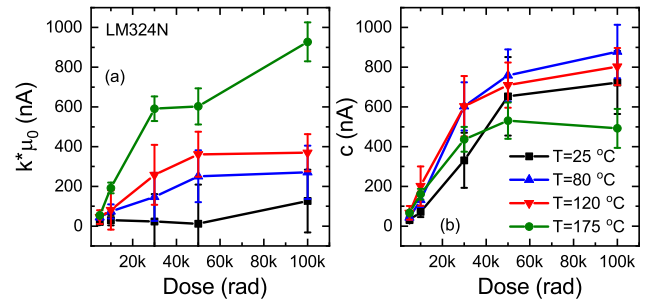 LM324N
(a)
k*μ0 (nA)
1000
800
600
400
200
0
20k 40k 60k 80k 100k
Dose (rad)
(b)
c (nA)
1000
800
600
400
200
0
20k 40k 60k 80k 100k
Dose (rad)
T=25 °C
T=80 °C
T=120 °C
T=175 °C